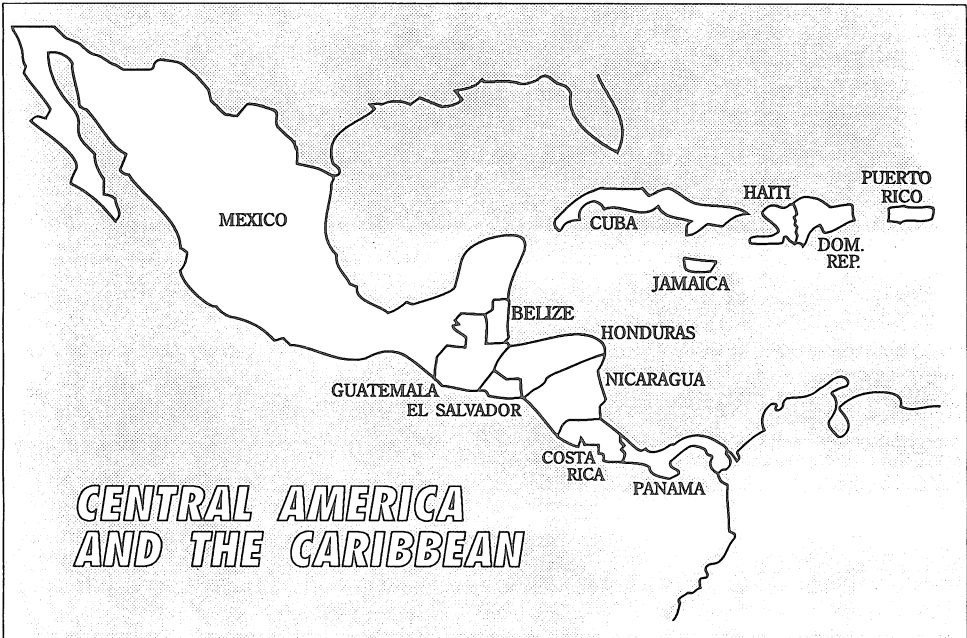 PUERTO
RICO
HAITI
MEXICO
CUBA
DOM.
REP.
JAMAICA
BELIZE
HONDURAS
NICARAGUA
GUATEMALA
EL SALVADOR
COSTA
RICA
PANAMA
CENTRAL AMERICA
AND THE CARIBBEAN